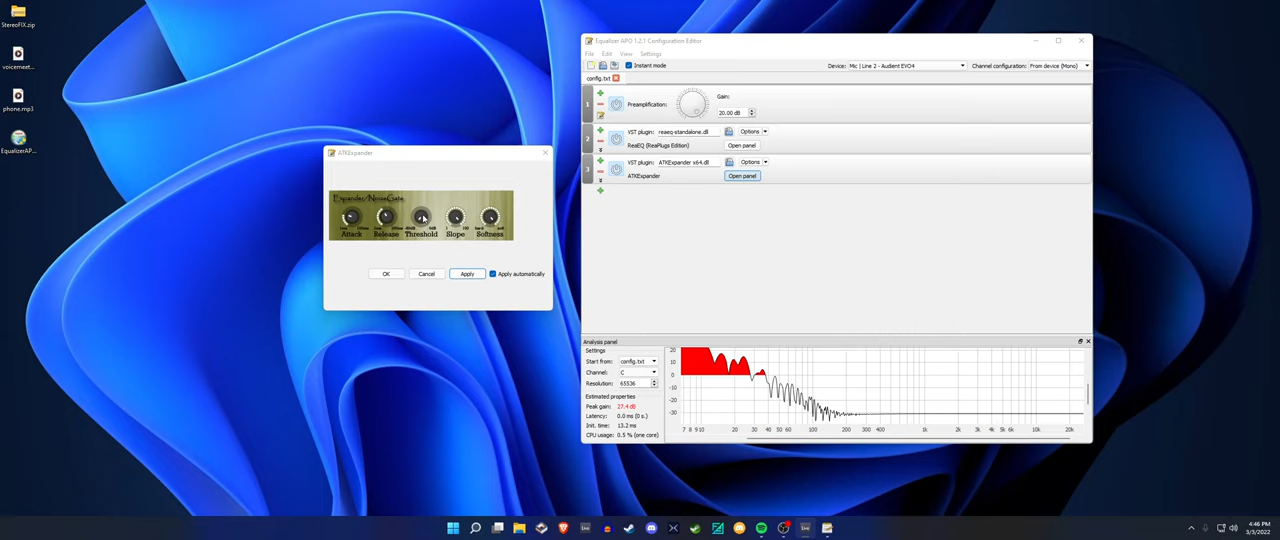 StereoFIX.zip
voicemeet...
phone.mp3
EqualizerAP...
ATKExpander
Expander/NoiseGate
Attack
Release
Threshold
Slope
Softness
OK
Cancel
Apply
Apply automatically
Equalizer APO 1.2.1 Configuration Editor
File
Edit
View
Settings
Instant mode
Device: Mic | Line 2 - Audient EVO4
Channel configuration: From device (Mono)
config.txt
1
Preamplification:
Gain:
20.00 dB
2
VST plugin: reaeq-standalone.dll
Options
ReaEQ (ReaPlugs Edition)
Open panel
3
VST plugin: ATKExpander x64.dll
Options
ATKExpander
Open panel
Analysis panel
Settings
Start from: config.txt
Channel: C
Resolution: 65536
Estimated properties
Peak gain: 27.4 dB
Latency: 0.0 ms (0 s.)
Init. time: 13.2 ms
CPU usage: 0.5 % (one core)
20
10
0
-10
-20
-30
7 8 9 10 20 30 40 50 60 100 200 300 400 1k 2k 3k 4k 5k 6k 10k 20k
Live
Live
4:46 PM
3/3/2022